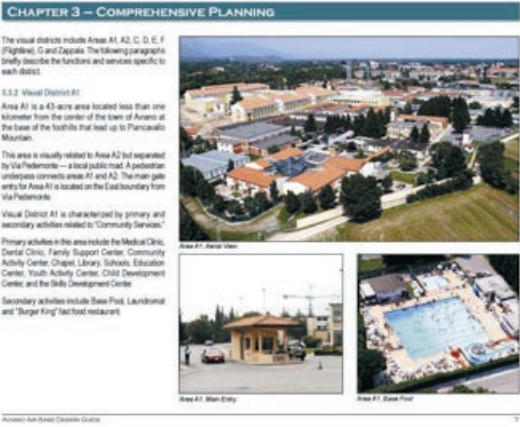 CHAPTER 3 – COMPREHENSIVE PLANNING
The visual districts include Areas A1, A2, C, D, E, F
(Flightline), G and Zappala. The following paragraphs
briefly describe the functions and services specific to
each district.
3.3.2 Visual District A1
Area A1 is a 43-acre area located less than one
kilometer from the center of the town of Aviano at
the base of the foothills that lead up to Piancavallo
Mountain.
This area is visually related to Area A2 but separated
by Via Pedemonte — a local public road. A pedestrian
underpass connects areas A1 and A2. The main gate
entry for Area A1 is located on the East boundary from
Via Pedemonte.
Visual District A1 is characterized by primary and
secondary activities related to "Community Services."
Primary activities in this area include the Medical Clinic,
Dental Clinic, Family Support Center, Community
Activity Center, Chapel, Library, Schools, Education
Center, Youth Activity Center, Child Development
Center, and the Skills Development Center
Secondary activities include Base Pool, Laundromat
and "Burger King" fast food restaurant.
Area A1, Aerial View
Area A1, Main Entry
Area A1, Base Pool
AVIANO AIR BASE DESIGN GUIDE